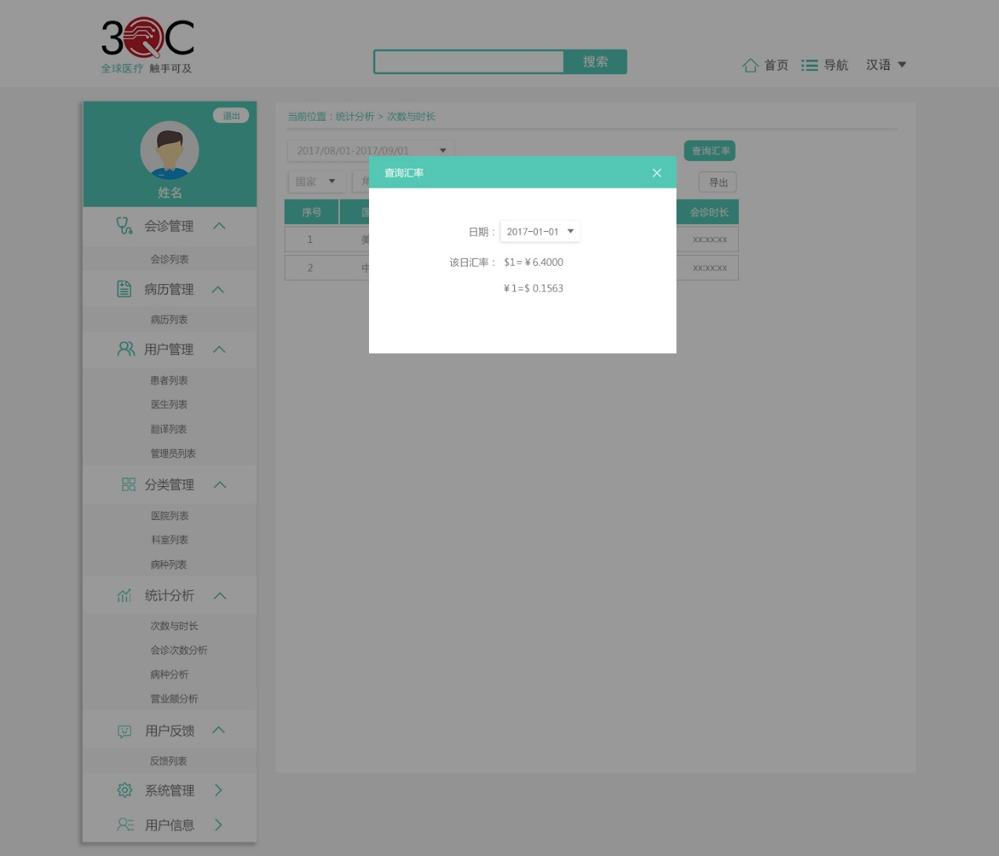 3QC
全球医疗 触手可及
搜索
首页
导航
汉语
退出
姓名
会诊管理
会诊列表
病历管理
病历列表
用户管理
患者列表
医生列表
翻译列表
管理员列表
分类管理
医院列表
科室列表
病种列表
统计分析
次数与时长
会诊次数分析
病种分析
营业额分析
用户反馈
反馈列表
系统管理
用户信息
当前位置：统计分析 > 次数与时长
2017/08/01-2017/09/01
查询汇率
国家
导出
序号
会诊时长
1
xx:xx:xx
2
xx:xx:xx
查询汇率
日期： 2017-01-01
该日汇率： $1=¥6.4000
¥1=$ 0.1563